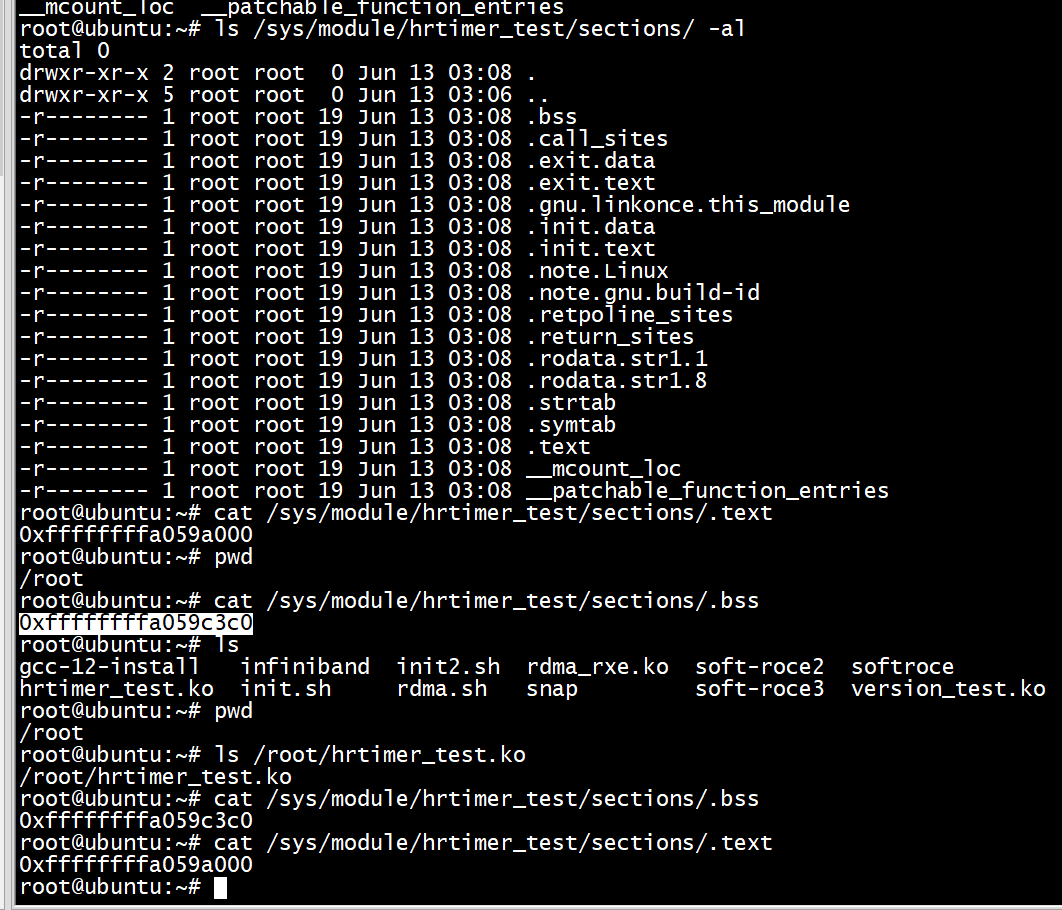 __mcount_loc  __patchable_function_entries
root@ubuntu:~# ls /sys/module/hrtimer_test/sections/ -al
total 0
drwxr-xr-x 2 root root  0 Jun 13 03:08 .
drwxr-xr-x 5 root root  0 Jun 13 03:06 ..
-r-------- 1 root root 19 Jun 13 03:08 .bss
-r-------- 1 root root 19 Jun 13 03:08 .call_sites
-r-------- 1 root root 19 Jun 13 03:08 .exit.data
-r-------- 1 root root 19 Jun 13 03:08 .exit.text
-r-------- 1 root root 19 Jun 13 03:08 .gnu.linkonce.this_module
-r-------- 1 root root 19 Jun 13 03:08 .init.data
-r-------- 1 root root 19 Jun 13 03:08 .init.text
-r-------- 1 root root 19 Jun 13 03:08 .note.Linux
-r-------- 1 root root 19 Jun 13 03:08 .note.gnu.build-id
-r-------- 1 root root 19 Jun 13 03:08 .retpoline_sites
-r-------- 1 root root 19 Jun 13 03:08 .return_sites
-r-------- 1 root root 19 Jun 13 03:08 .rodata.str1.1
-r-------- 1 root root 19 Jun 13 03:08 .rodata.str1.8
-r-------- 1 root root 19 Jun 13 03:08 .strtab
-r-------- 1 root root 19 Jun 13 03:08 .symtab
-r-------- 1 root root 19 Jun 13 03:08 .text
-r-------- 1 root root 19 Jun 13 03:08 __mcount_loc
-r-------- 1 root root 19 Jun 13 03:08 __patchable_function_entries
root@ubuntu:~# cat /sys/module/hrtimer_test/sections/.text
0xffffffffa059a000
root@ubuntu:~# pwd
/root
root@ubuntu:~# cat /sys/module/hrtimer_test/sections/.bss
0xffffffffa059c3c0
root@ubuntu:~# ls
gcc-12-install   infiniband  init2.sh  rdma_rxe.ko  soft-roce2  softroce
hrtimer_test.ko  init.sh     rdma.sh   snap         soft-roce3  version_test.ko
root@ubuntu:~# pwd
/root
root@ubuntu:~# ls /root/hrtimer_test.ko
/root/hrtimer_test.ko
root@ubuntu:~# cat /sys/module/hrtimer_test/sections/.bss
0xffffffffa059c3c0
root@ubuntu:~# cat /sys/module/hrtimer_test/sections/.text
0xffffffffa059a000
root@ubuntu:~#